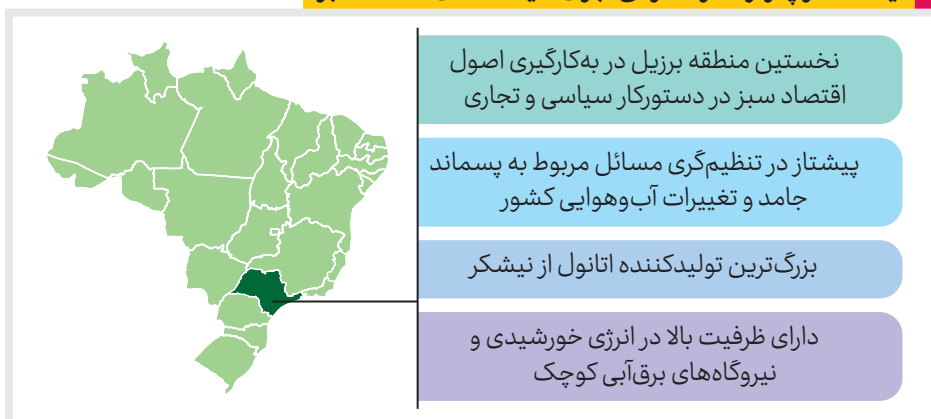 نخستین منطقه برزیل در به‌کارگیری اصول
اقتصاد سبز در دستورکار سیاسی و تجاری
پیشتاز در تنظیم‌گری مسائل مربوط به پسماند
جامد و تغییرات آب‌وهوایی کشور
بزرگ‌ترین تولیدکننده اتانول از نیشکر
دارای ظرفیت بالا در انرژی خورشیدی و
نیروگاه‌های برق‌آبی کوچک